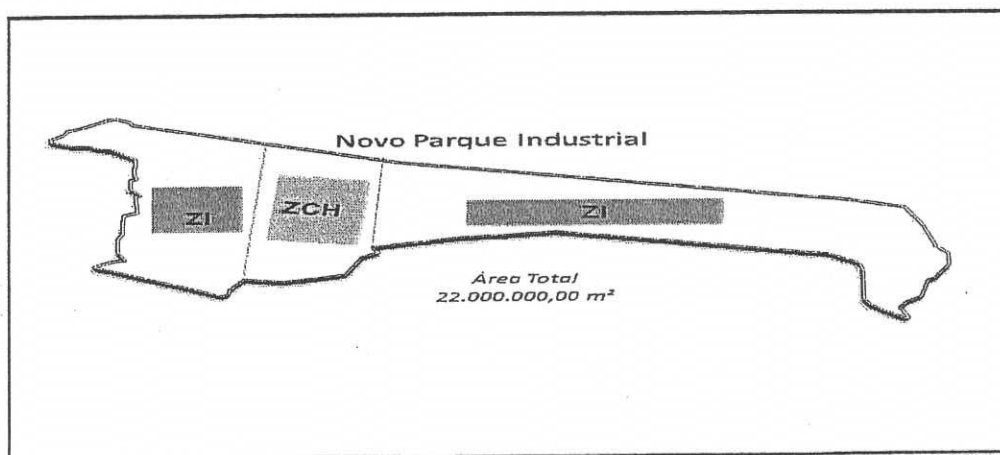 Novo Parque Industrial
ZI
ZCH
ZI
Área Total
22.000.000,00 m²